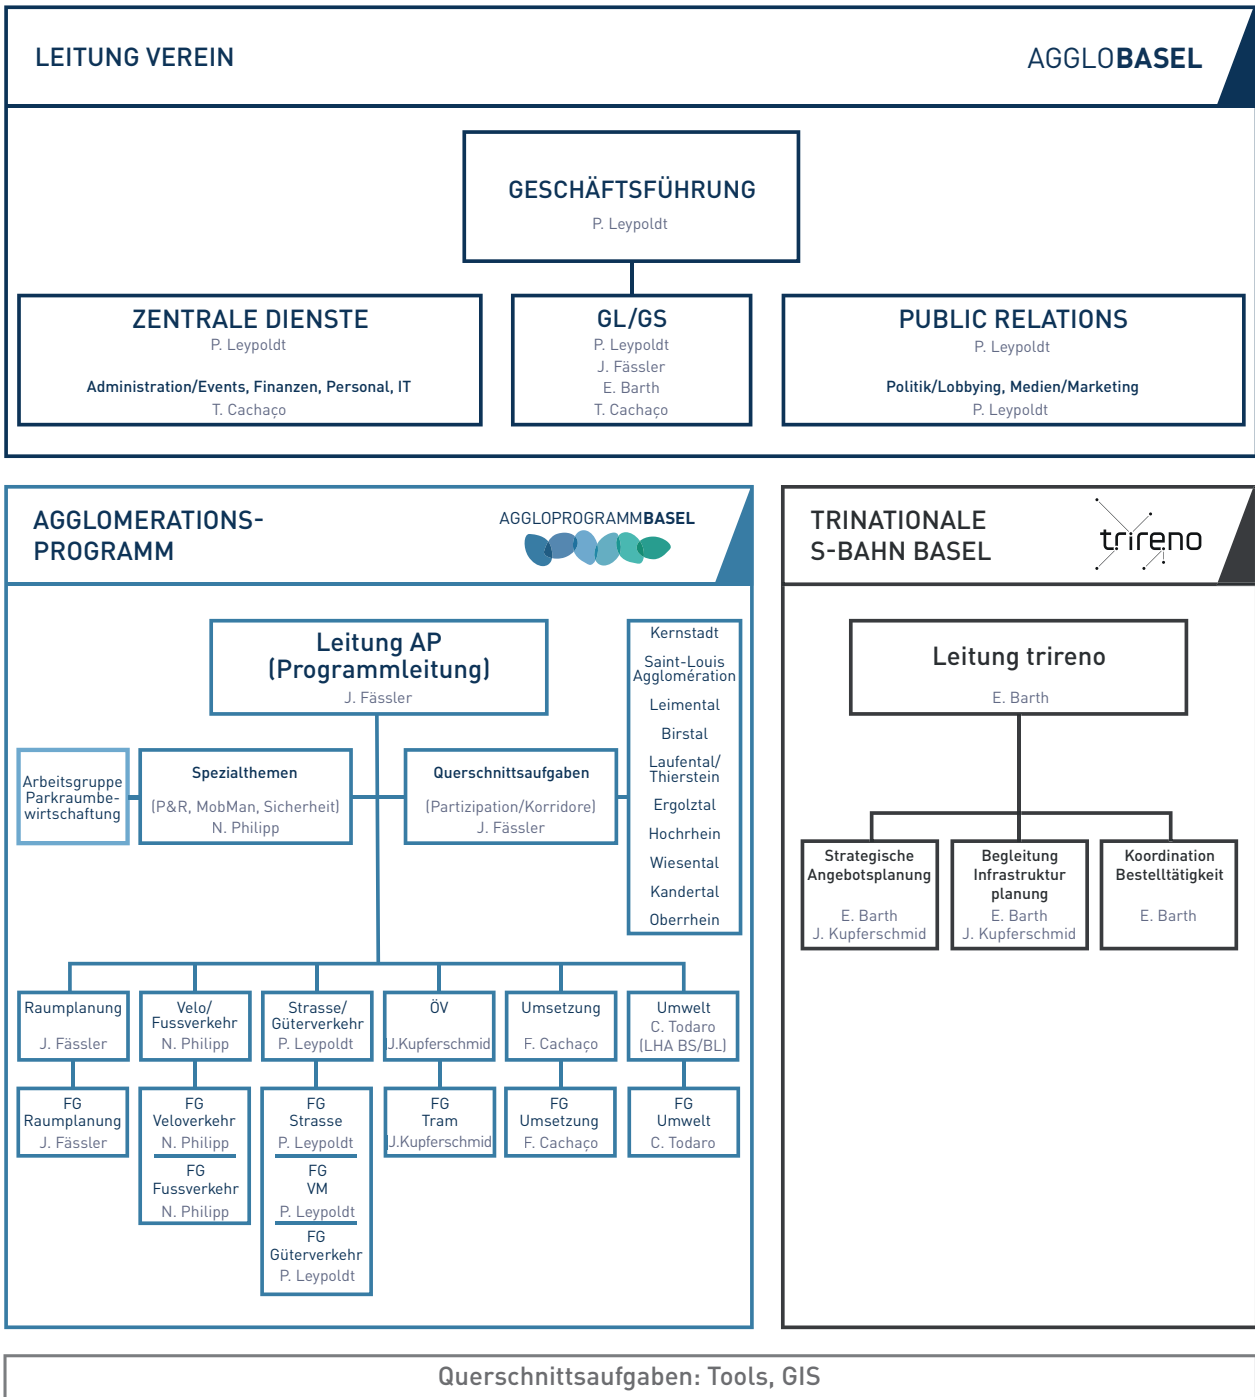 LEITUNG VEREIN
AGGLOBASEL
GESCHÄFTSFÜHRUNG
P. Leypoldt
ZENTRALE DIENSTE
P. Leypoldt
Administration/Events, Finanzen, Personal, IT
T. Cachaço
GL/GS
P. Leypoldt
J. Fässler
E. Barth
T. Cachaço
PUBLIC RELATIONS
P. Leypoldt
Politik/Lobbying, Medien/Marketing
P. Leypoldt
AGGLOMERATIONS-
PROGRAMM
AGGLOPROGRAMMBASEL
Leitung AP
(Programmleitung)
J. Fässler
Arbeitsgruppe
Parkraumbe-
wirtschaftung
Spezialthemen
(P&R, MobMan, Sicherheit)
N. Philipp
Querschnittsaufgaben
(Partizipation/Korridore)
J. Fässler
Kernstadt
Saint-Louis
Agglomération
Leimental
Birstal
Laufental/
Thierstein
Ergolztal
Hochrhein
Wiesental
Kandertal
Oberrhein
Raumplanung
J. Fässler
Velo/
Fussverkehr
N. Philipp
Strasse/
Güterverkehr
P. Leypoldt
ÖV
J.Kupferschmid
Umsetzung
F. Cachaço
Umwelt
C. Todaro
(LHA BS/BL)
FG
Raumplanung
J. Fässler
FG
Veloverkehr
N. Philipp
FG
Fussverkehr
N. Philipp
FG
Strasse
P. Leypoldt
FG
VM
P. Leypoldt
FG
Güterverkehr
P. Leypoldt
FG
Tram
J.Kupferschmid
FG
Umsetzung
F. Cachaço
FG
Umwelt
C. Todaro
TRINATIONALE
S-BAHN BASEL
trireno
Leitung trireno
E. Barth
Strategische
Angebotsplanung
E. Barth
J. Kupferschmid
Begleitung
Infrastruktur
planung
E. Barth
J. Kupferschmid
Koordination
Bestelltätigkeit
E. Barth
Querschnittsaufgaben: Tools, GIS